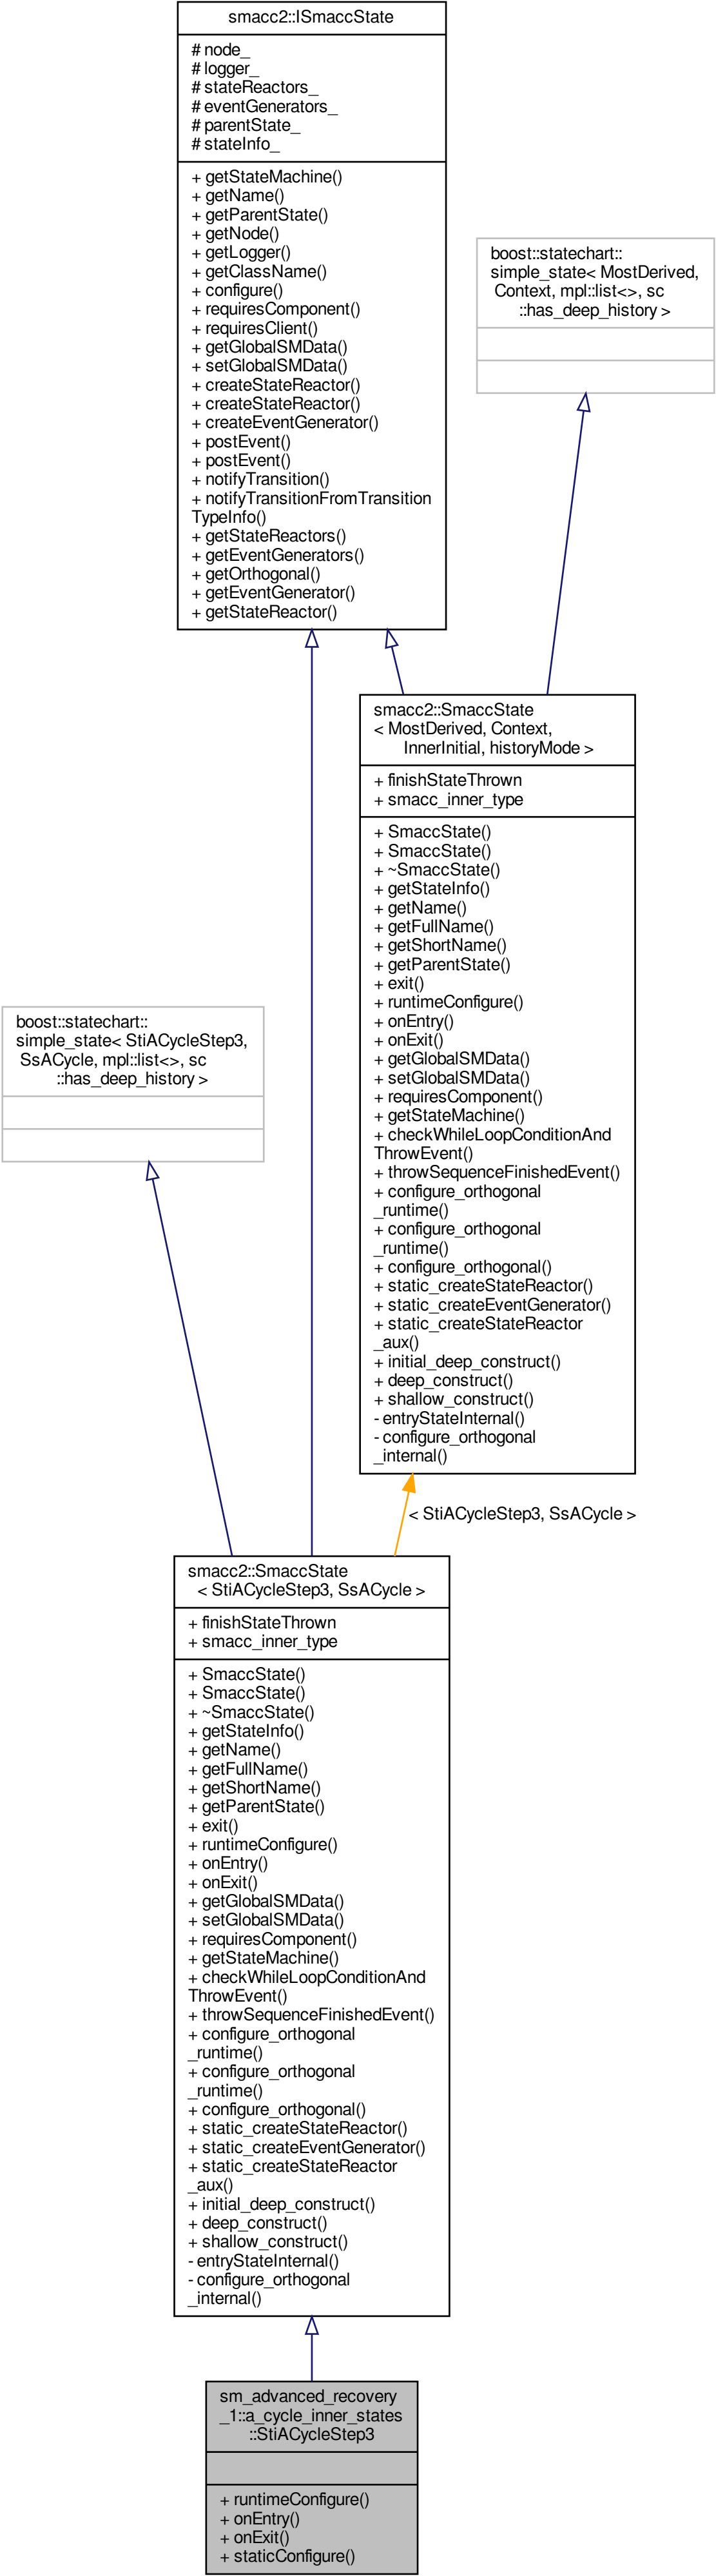 smacc2::ISmaccState
# node_
# logger_
# stateReactors_
# eventGenerators_
# parentState_
# stateInfo_
+ getStateMachine()
+ getName()
+ getParentState()
+ getNode()
+ getLogger()
+ getClassName()
+ configure()
+ requiresComponent()
+ requiresClient()
+ getGlobalSMData()
+ setGlobalSMData()
+ createStateReactor()
+ createStateReactor()
+ createEventGenerator()
+ postEvent()
+ postEvent()
+ notifyTransition()
+ notifyTransitionFromTransition
TypeInfo()
+ getStateReactors()
+ getEventGenerators()
+ getOrthogonal()
+ getEventGenerator()
+ getStateReactor()
boost::statechart::
simple_state< MostDerived,
Context, mpl::list<>, sc
::has_deep_history >
smacc2::SmaccState
< MostDerived, Context,
InnerInitial, historyMode >
+ finishStateThrown
+ smacc_inner_type
+ SmaccState()
+ SmaccState()
+ ~SmaccState()
+ getStateInfo()
+ getName()
+ getFullName()
+ getShortName()
+ getParentState()
+ exit()
+ runtimeConfigure()
+ onEntry()
+ onExit()
+ getGlobalSMData()
+ setGlobalSMData()
+ requiresComponent()
+ getStateMachine()
+ checkWhileLoopConditionAnd
ThrowEvent()
+ throwSequenceFinishedEvent()
+ configure_orthogonal
_runtime()
+ configure_orthogonal
_runtime()
+ configure_orthogonal()
+ static_createStateReactor()
+ static_createEventGenerator()
+ static_createStateReactor
_aux()
+ initial_deep_construct()
+ deep_construct()
+ shallow_construct()
- entryStateInternal()
- configure_orthogonal
_internal()
boost::statechart::
simple_state< StiACycleStep3,
SsACycle, mpl::list<>, sc
::has_deep_history >
< StiACycleStep3, SsACycle >
smacc2::SmaccState
< StiACycleStep3, SsACycle >
+ finishStateThrown
+ smacc_inner_type
+ SmaccState()
+ SmaccState()
+ ~SmaccState()
+ getStateInfo()
+ getName()
+ getFullName()
+ getShortName()
+ getParentState()
+ exit()
+ runtimeConfigure()
+ onEntry()
+ onExit()
+ getGlobalSMData()
+ setGlobalSMData()
+ requiresComponent()
+ getStateMachine()
+ checkWhileLoopConditionAnd
ThrowEvent()
+ throwSequenceFinishedEvent()
+ configure_orthogonal
_runtime()
+ configure_orthogonal
_runtime()
+ configure_orthogonal()
+ static_createStateReactor()
+ static_createEventGenerator()
+ static_createStateReactor
_aux()
+ initial_deep_construct()
+ deep_construct()
+ shallow_construct()
- entryStateInternal()
- configure_orthogonal
_internal()
sm_advanced_recovery
_1::a_cycle_inner_states
::StiACycleStep3
+ runtimeConfigure()
+ onEntry()
+ onExit()
+ staticConfigure()